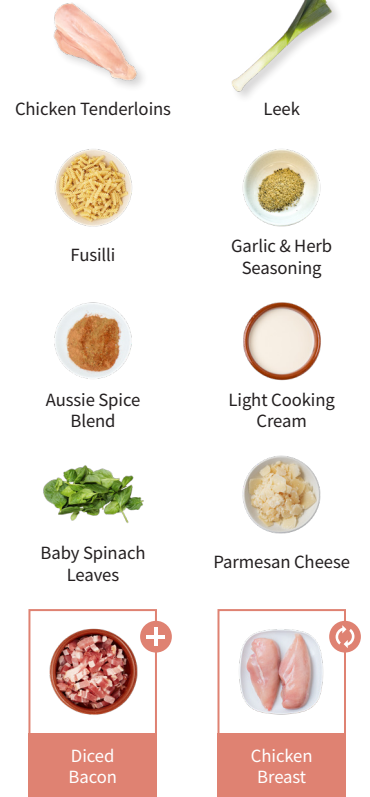 Chicken Tenderloins
Leek
Fusilli
Garlic & Herb
Seasoning
Aussie Spice
Blend
Light Cooking
Cream
Baby Spinach
Leaves
Parmesan Cheese
Diced
Bacon
Chicken
Breast